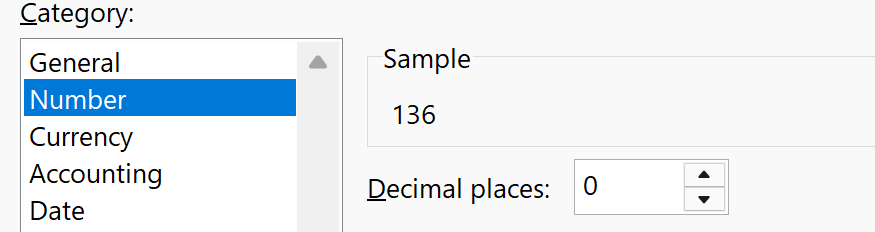 Category:
General
Number
Currency
Accounting
Date
Sample
136
Decimal places: 0